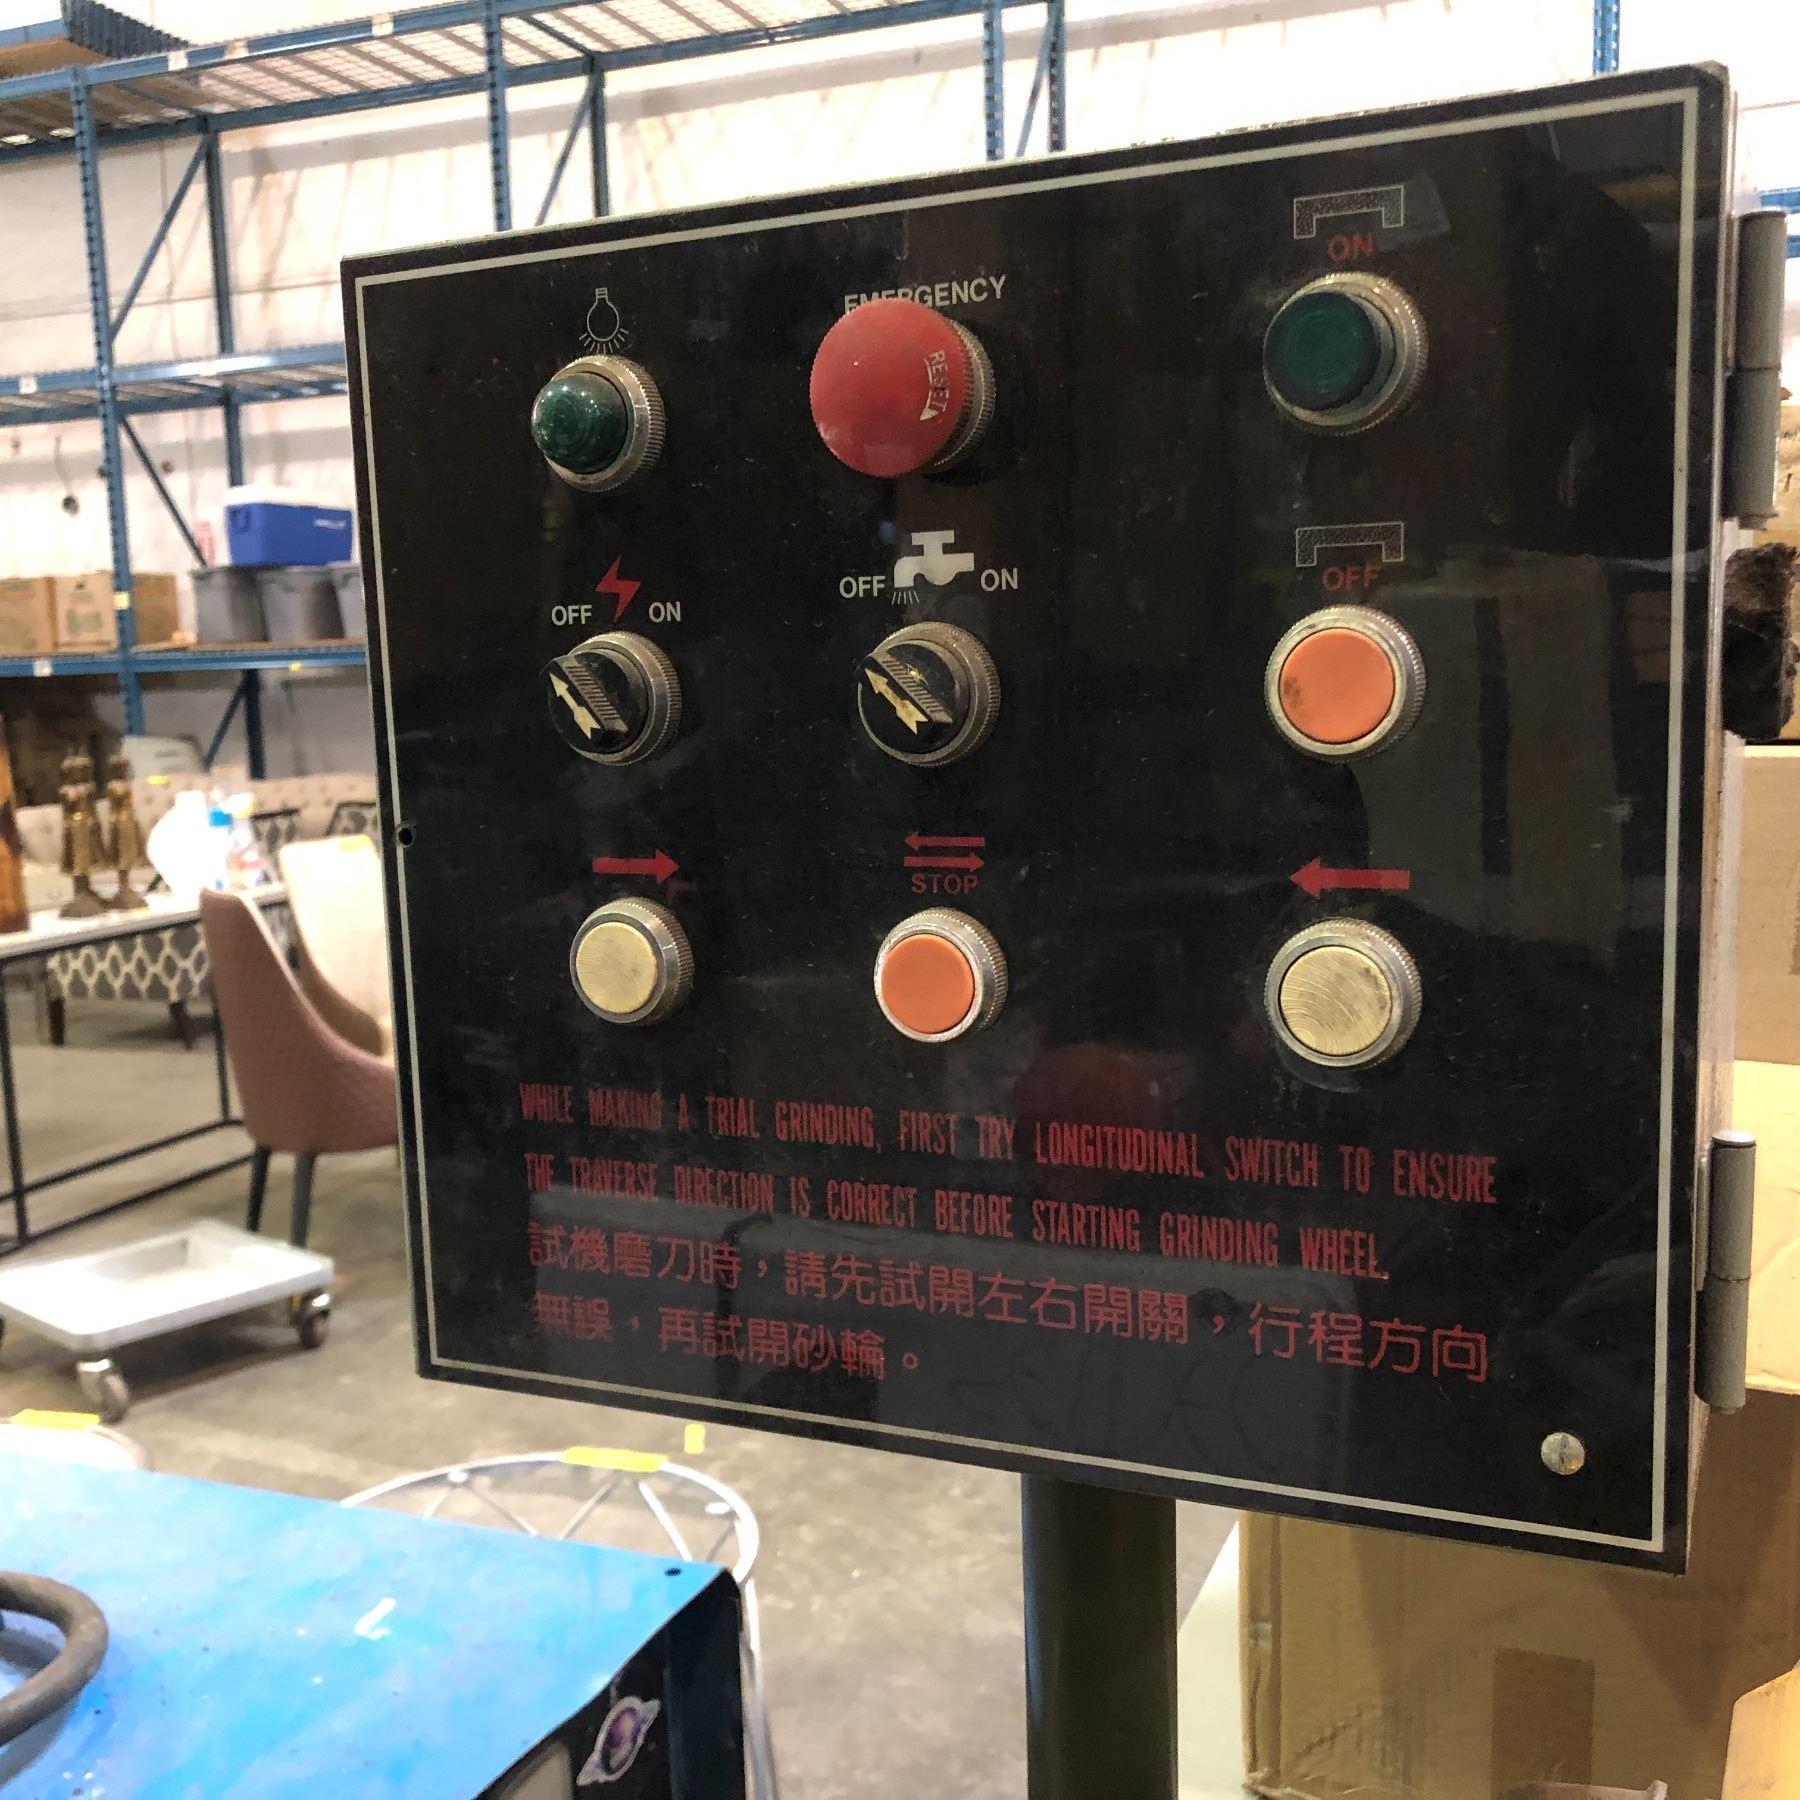 ON
EMERGENCY
RESET
OFF ON
OFF ON
OFF
STOP
WHILE MAKING A TRIAL GRINDING, FIRST TRY LONGITUDINAL SWITCH TO ENSURE
THE TRAVERSE DIRECTION IS CORRECT BEFORE STARTING GRINDING WHEEL.
試機磨刀時，請先試開左右開關，行程方向
無誤，再試開砂輪。